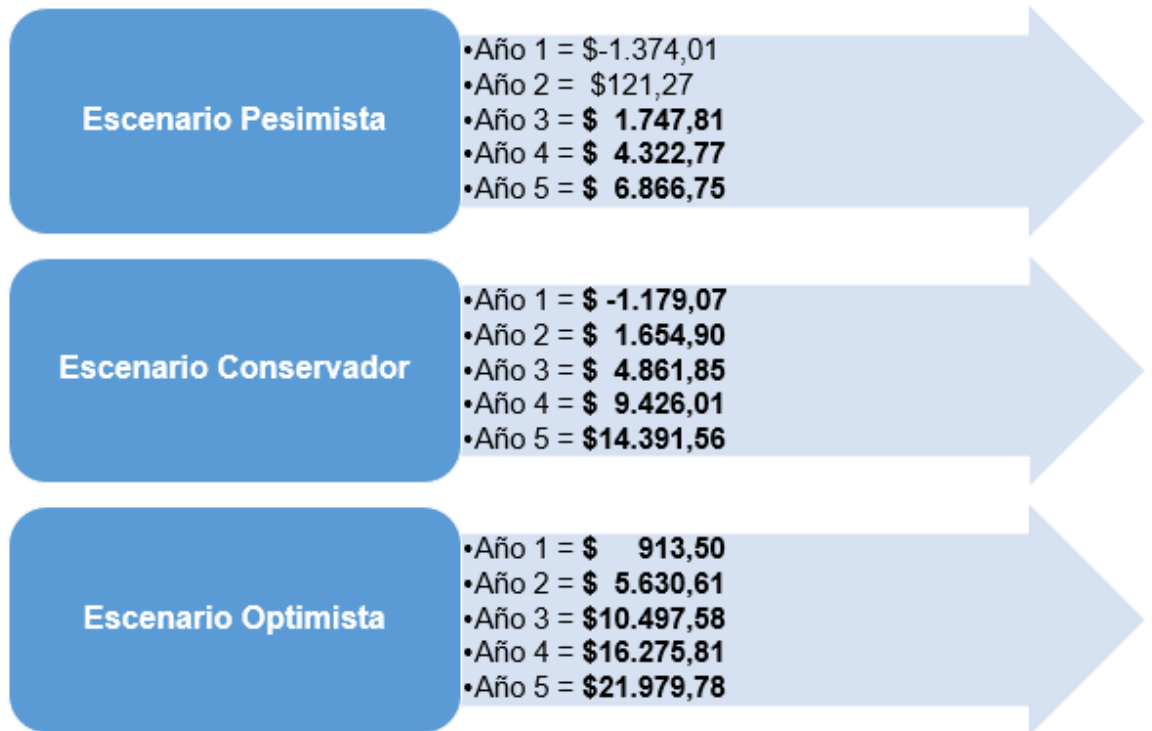 Escenario Pesimista
•Año 1 = $-1.374,01
•Año 2 =  $121,27
•Año 3 = $  1.747,81
•Año 4 = $  4.322,77
•Año 5 = $  6.866,75
Escenario Conservador
•Año 1 = $ -1.179,07
•Año 2 = $  1.654,90
•Año 3 = $  4.861,85
•Año 4 = $  9.426,01
•Año 5 = $14.391,56
Escenario Optimista
•Año 1 = $     913,50
•Año 2 = $  5.630,61
•Año 3 = $10.497,58
•Año 4 = $16.275,81
•Año 5 = $21.979,78